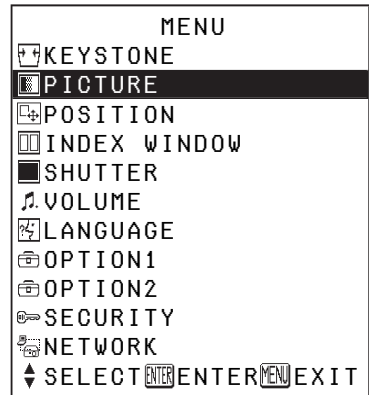 MENU
KEYSTONE
PICTURE
POSITION
INDEX WINDOW
SHUTTER
VOLUME
LANGUAGE
OPTION1
OPTION2
SECURITY
NETWORK
SELECT ENTER ENTER MENU EXIT